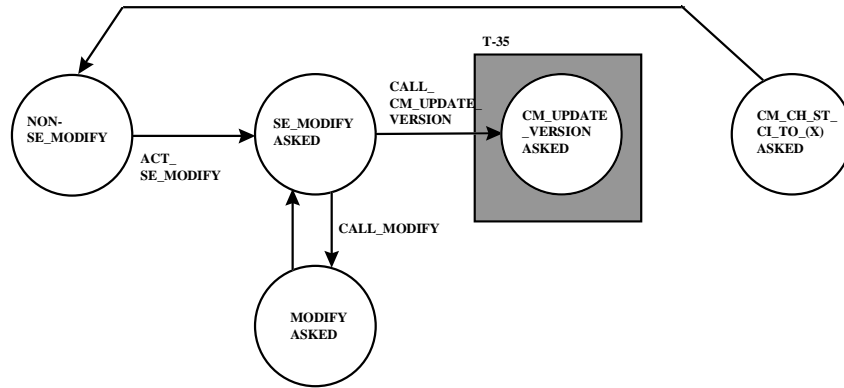 T-35
NON-
SE_MODIFY
ACT_
SE_MODIFY
SE_MODIFY
ASKED
CALL_
CM_UPDATE_
VERSION
CM_UPDATE
_VERSION
ASKED
CM_CH_ST_
CI_TO_(X)
ASKED
CALL_MODIFY
MODIFY
ASKED